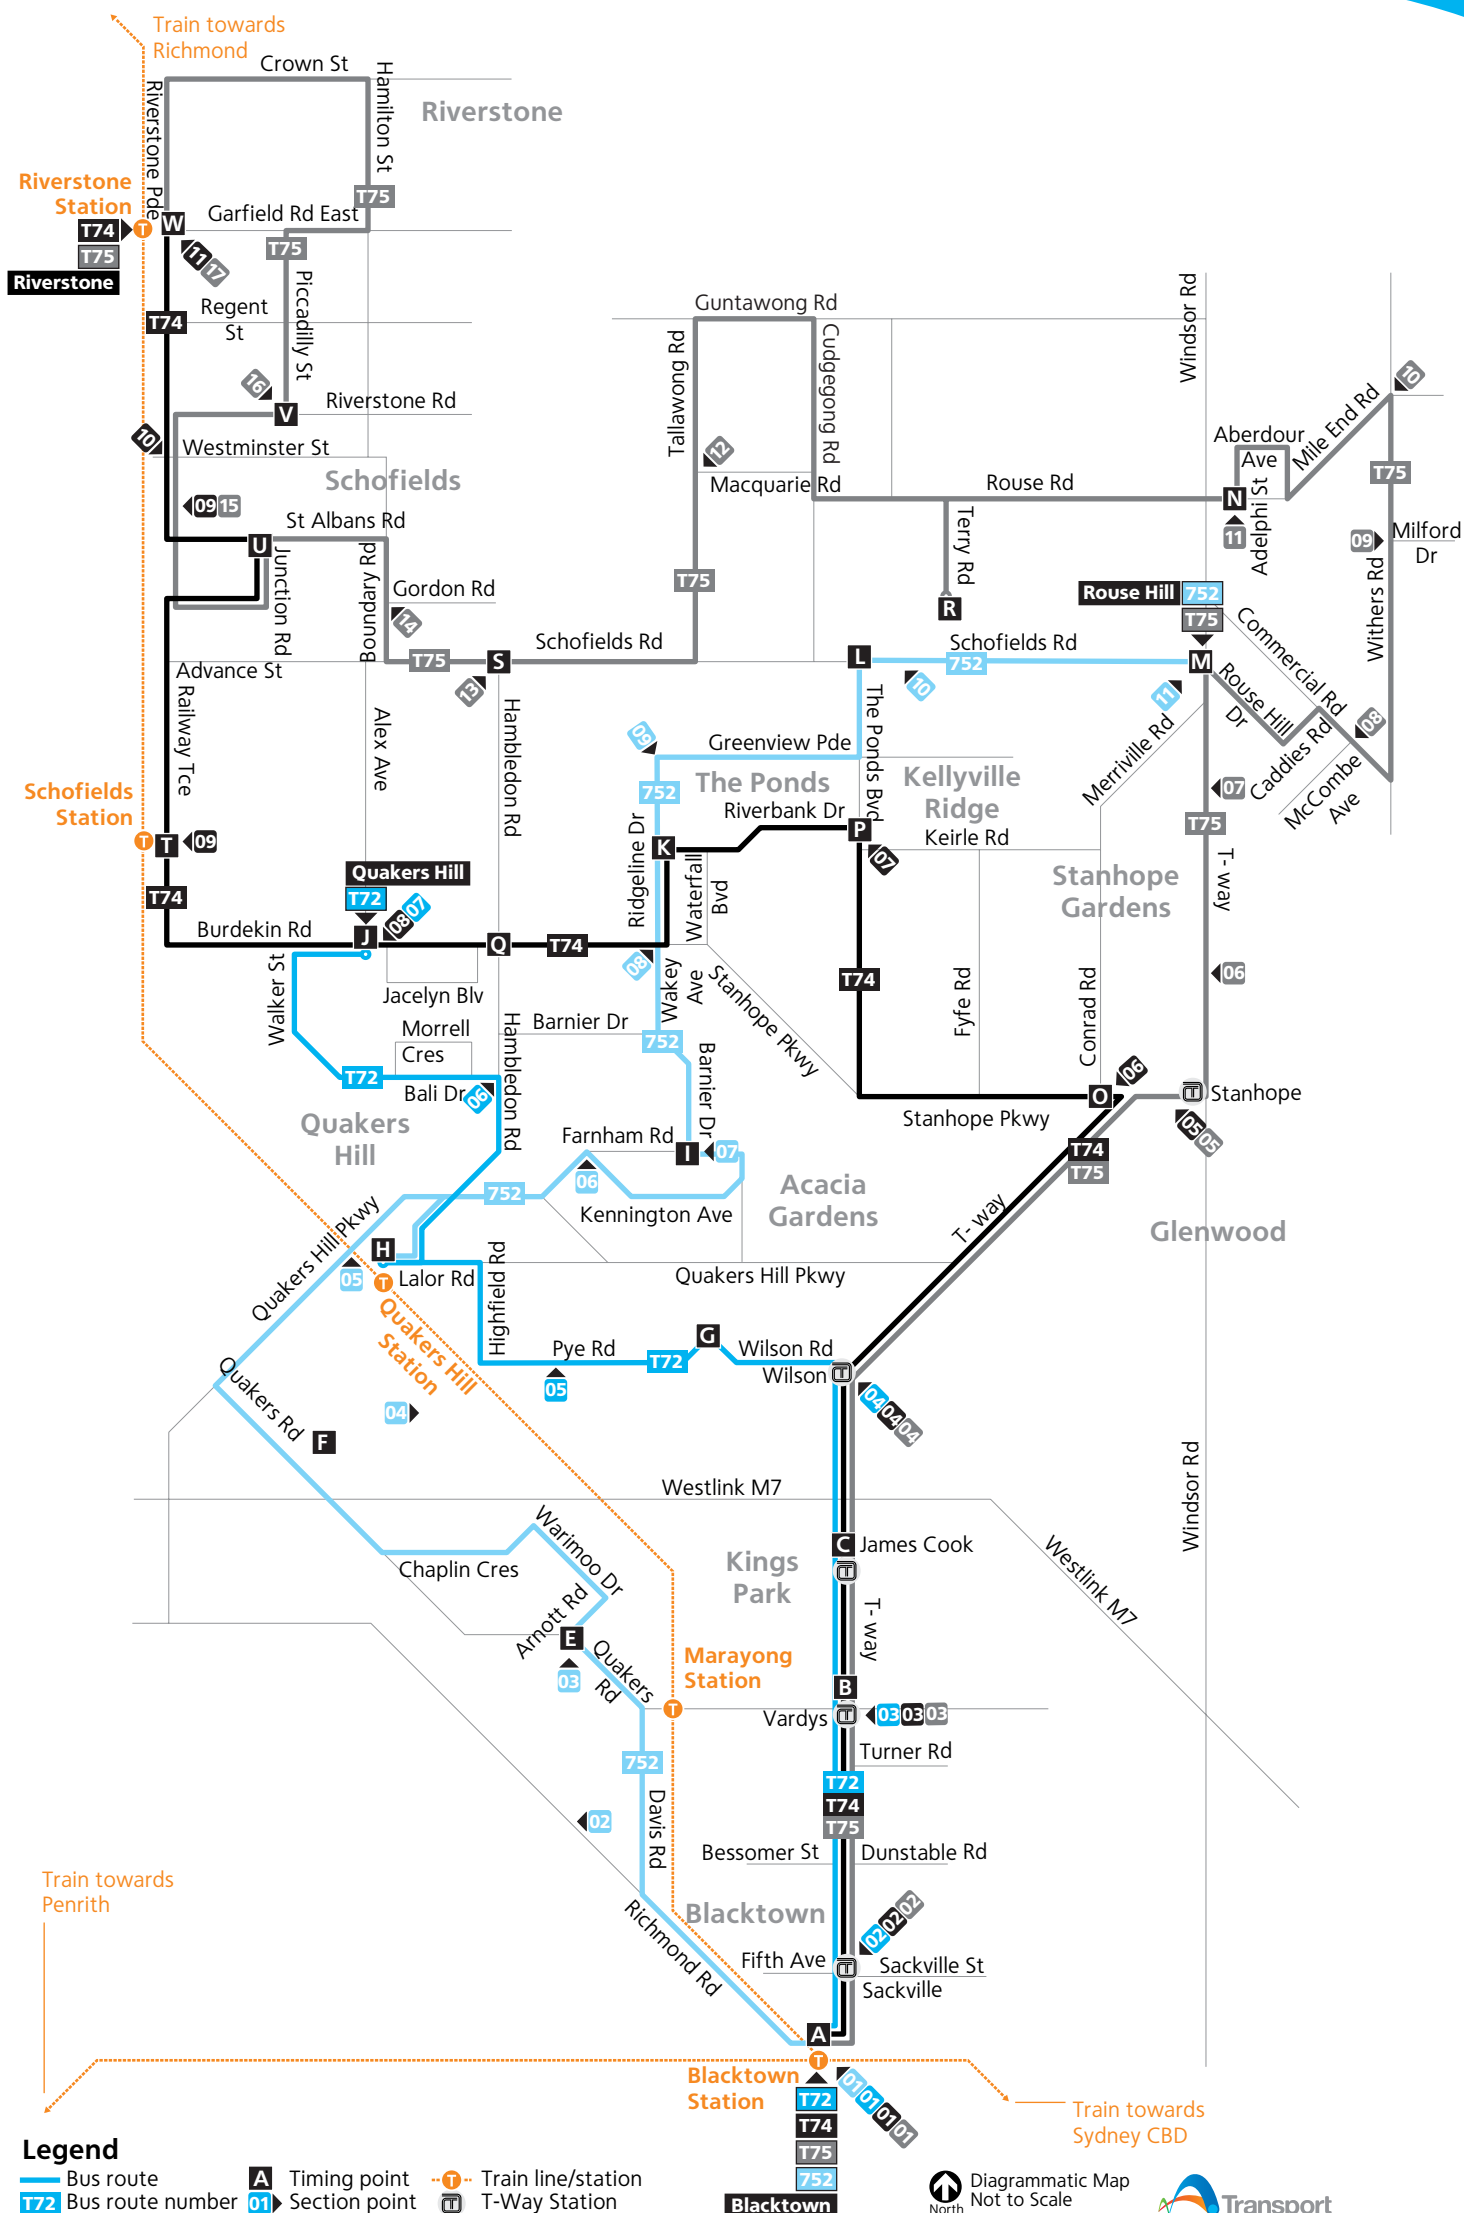 Train towards
Richmond
Crown St
Hamilton St
Riverstone Pde
Riverstone
Riverstone
Station
T75
T74
W
Garfield Rd East
T75
T75
11
17
Riverstone
Piccadilly St
Regent
St
T74
16
V
Riverstone Rd
10
Westminster St
Schofields
09
15
St Albans Rd
U
Junction Rd
Boundary Rd
Gordon Rd
14
T75
S
Schofields Rd
13
Advance St
Railway Tce
Alex Ave
Hambledon Rd
Guntawong Rd
Tallawong Rd
Cudgegong Rd
12
Macquarie Rd
T75
Rouse Rd
Terry Rd
R
Windsor Rd
Aberdour
Ave
Mile End Rd
10
N
11
Adelphi St
T75
09
Milford
Dr
Withers Rd
Rouse Hill
752
T75
Commercial Rd
L
Schofields Rd
752
M
10
11
Rouse Hill
Dr
Caddies Rd
08
McCombe
Ave
Merriville Rd
07
T75
T- way
09
Greenview Pde
The Ponds Bvd
The Ponds
Kellyville
Ridge
752
Riverbank Dr
Ridgeline Dr
K
P
Keirle Rd
07
Waterfall
Bvd
Stanhope
Gardens
Schofields
Station
T
09
Quakers Hill
T72
T74
08
07
Burdekin Rd
J
Q
T74
T74
08
Wakey
Ave
Stanhope Pkwy
Fyfe Rd
Conrad Rd
06
Walker St
Jacelyn Blv
Morrell
Cres
Barnier Dr
752
Barnier Dr
Hambledon Rd
T72
Bali Dr
06
06
O
Stanhope
Stanhope Pkwy
05
05
Quakers
Hill
Farnham Rd
I
07
T74
T75
06
752
Kennington Ave
Acacia
Gardens
T- way
Glenwood
Quakers Hill Pkwy
H
05
Lalor Rd
Highfield Rd
Quakers Hill Pkwy
Quakers Hill
Station
G
Pye Rd
T72
Wilson Rd
Wilson
05
04
04
04
Quakers Rd
04
F
Westlink M7
Windsor Rd
Westlink M7
Warimoo Dr
Chaplin Cres
Arnott Rd
E
Quakers
Rd
03
Kings
Park
C
James Cook
T- way
Marayong
Station
B
Vardys
03
03
03
Turner Rd
752
T72
T74
T75
Davis Rd
02
Bessomer St
Dunstable Rd
Blacktown
Richmond Rd
02
02
02
Fifth Ave
Sackville St
Sackville
Train towards
Penrith
A
Blacktown
Station
01
01
01
01
T72
T74
T75
752
Blacktown
Train towards
Sydney CBD
Legend
Bus route
A Timing point
T Train line/station
T72 Bus route number
01 Section point
T T-Way Station
North
Diagrammatic Map
Not to Scale
Transport